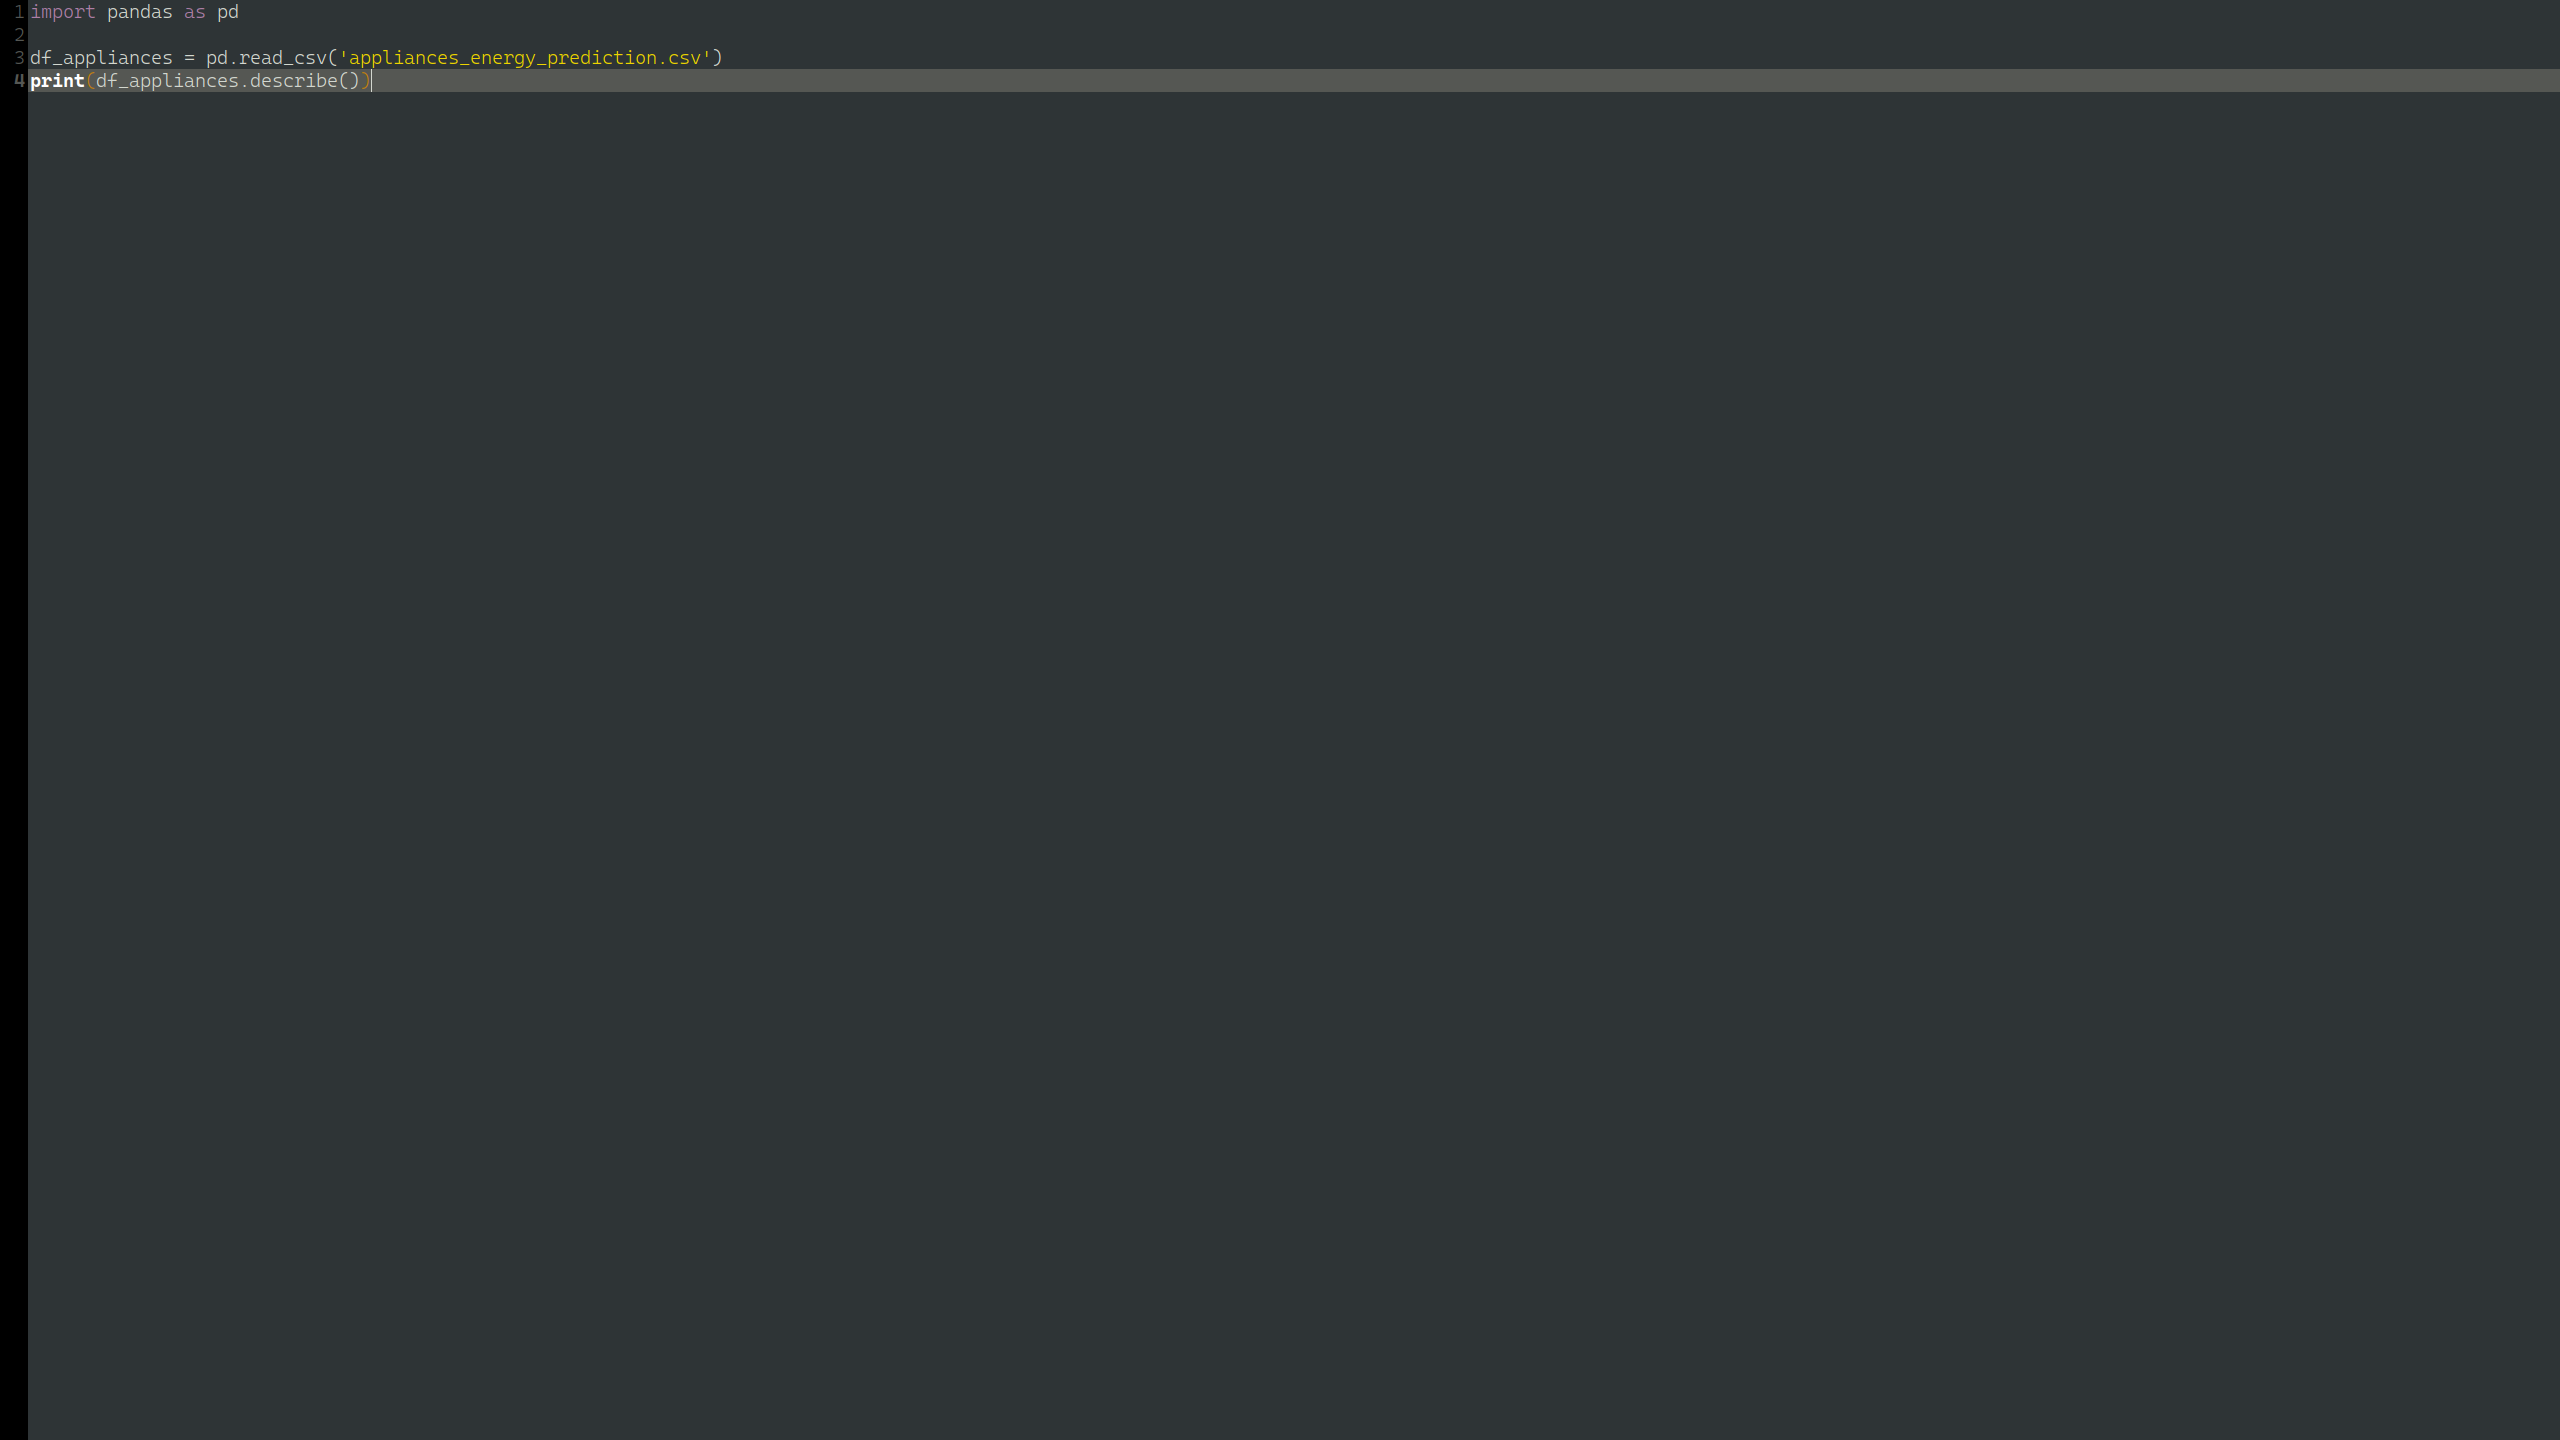 1 import pandas as pd
2
3 df_appliances = pd.read_csv('appliances_energy_prediction.csv')
4 print(df_appliances.describe())